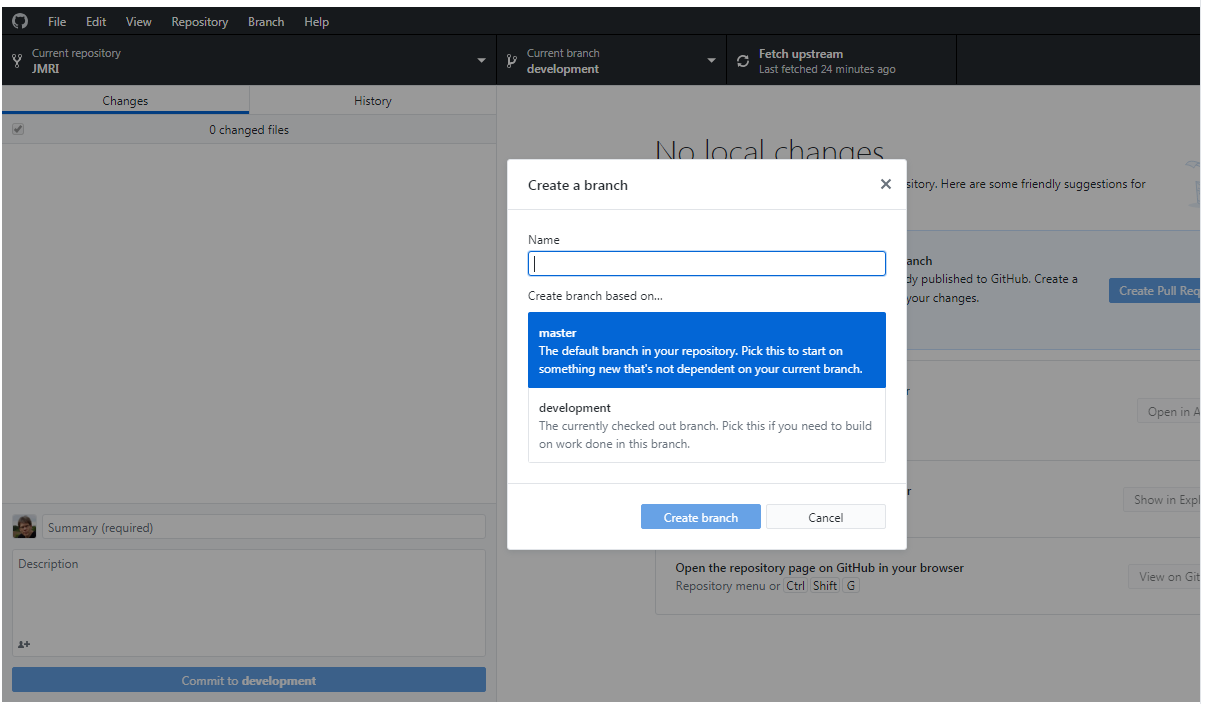 File Edit View Repository Branch Help
Current repository
JMRI
Current branch
development
Fetch upstream
Last fetched 24 minutes ago
Changes History
0 changed files
No local changes
sitory. Here are some friendly suggestions for
anch
dy published to GitHub. Create a
your changes.
Create Pull Req
Create a branch
Name
Create branch based on...
master
The default branch in your repository. Pick this to start on
something new that's not dependent on your current branch.
development
The currently checked out branch. Pick this if you need to build
on work done in this branch.
Create branch Cancel
r
Open in A
r
Show in Expl
Open the repository page on GitHub in your browser
Repository menu or Ctrl Shift G
View on Git
Summary (required)
Description
Commit to development